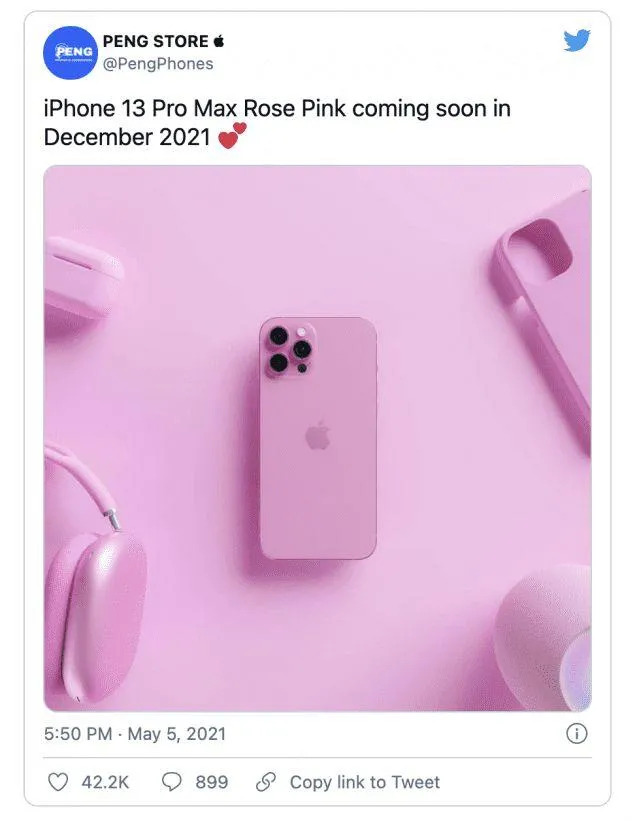 PENG
PENG STORE 
@PengPhones
iPhone 13 Pro Max Rose Pink coming soon in
December 2021 💕
5:50 PM · May 5, 2021
42.2K 899 Copy link to Tweet